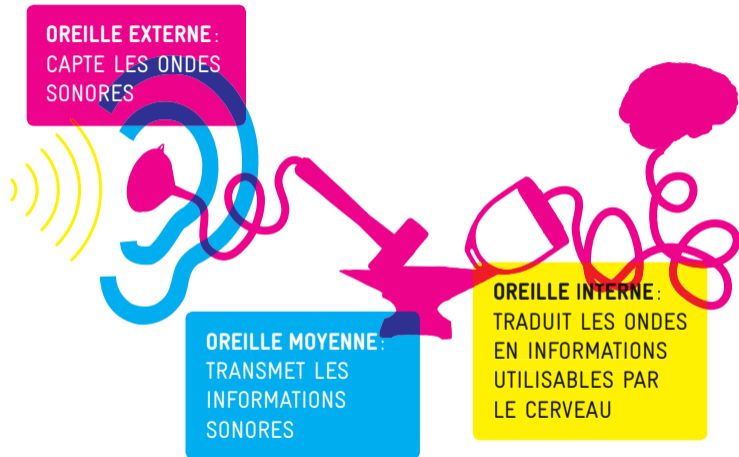 OREILLE EXTERNE:
CAPTE LES ONDES
SONORES
OREILLE MOYENNE:
TRANSMET LES
INFORMATIONS
SONORES
OREILLE INTERNE:
TRADUIT LES ONDES
EN INFORMATIONS
UTILISABLES PAR
LE CERVEAU